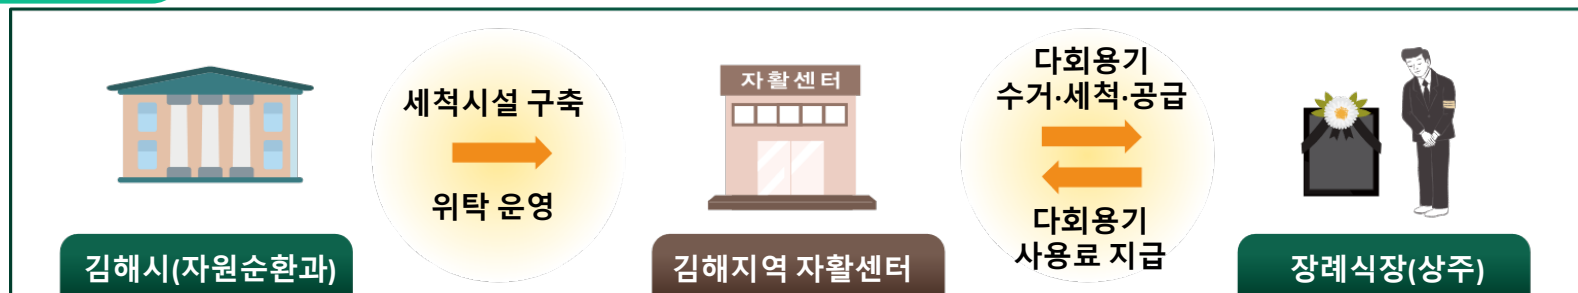 세척시설 구축
위탁 운영
자활센터
다회용기
수거·세척·공급
다회용기
사용료 지급
김해시(자원순환과)
김해지역 자활센터
장례식장(상주)